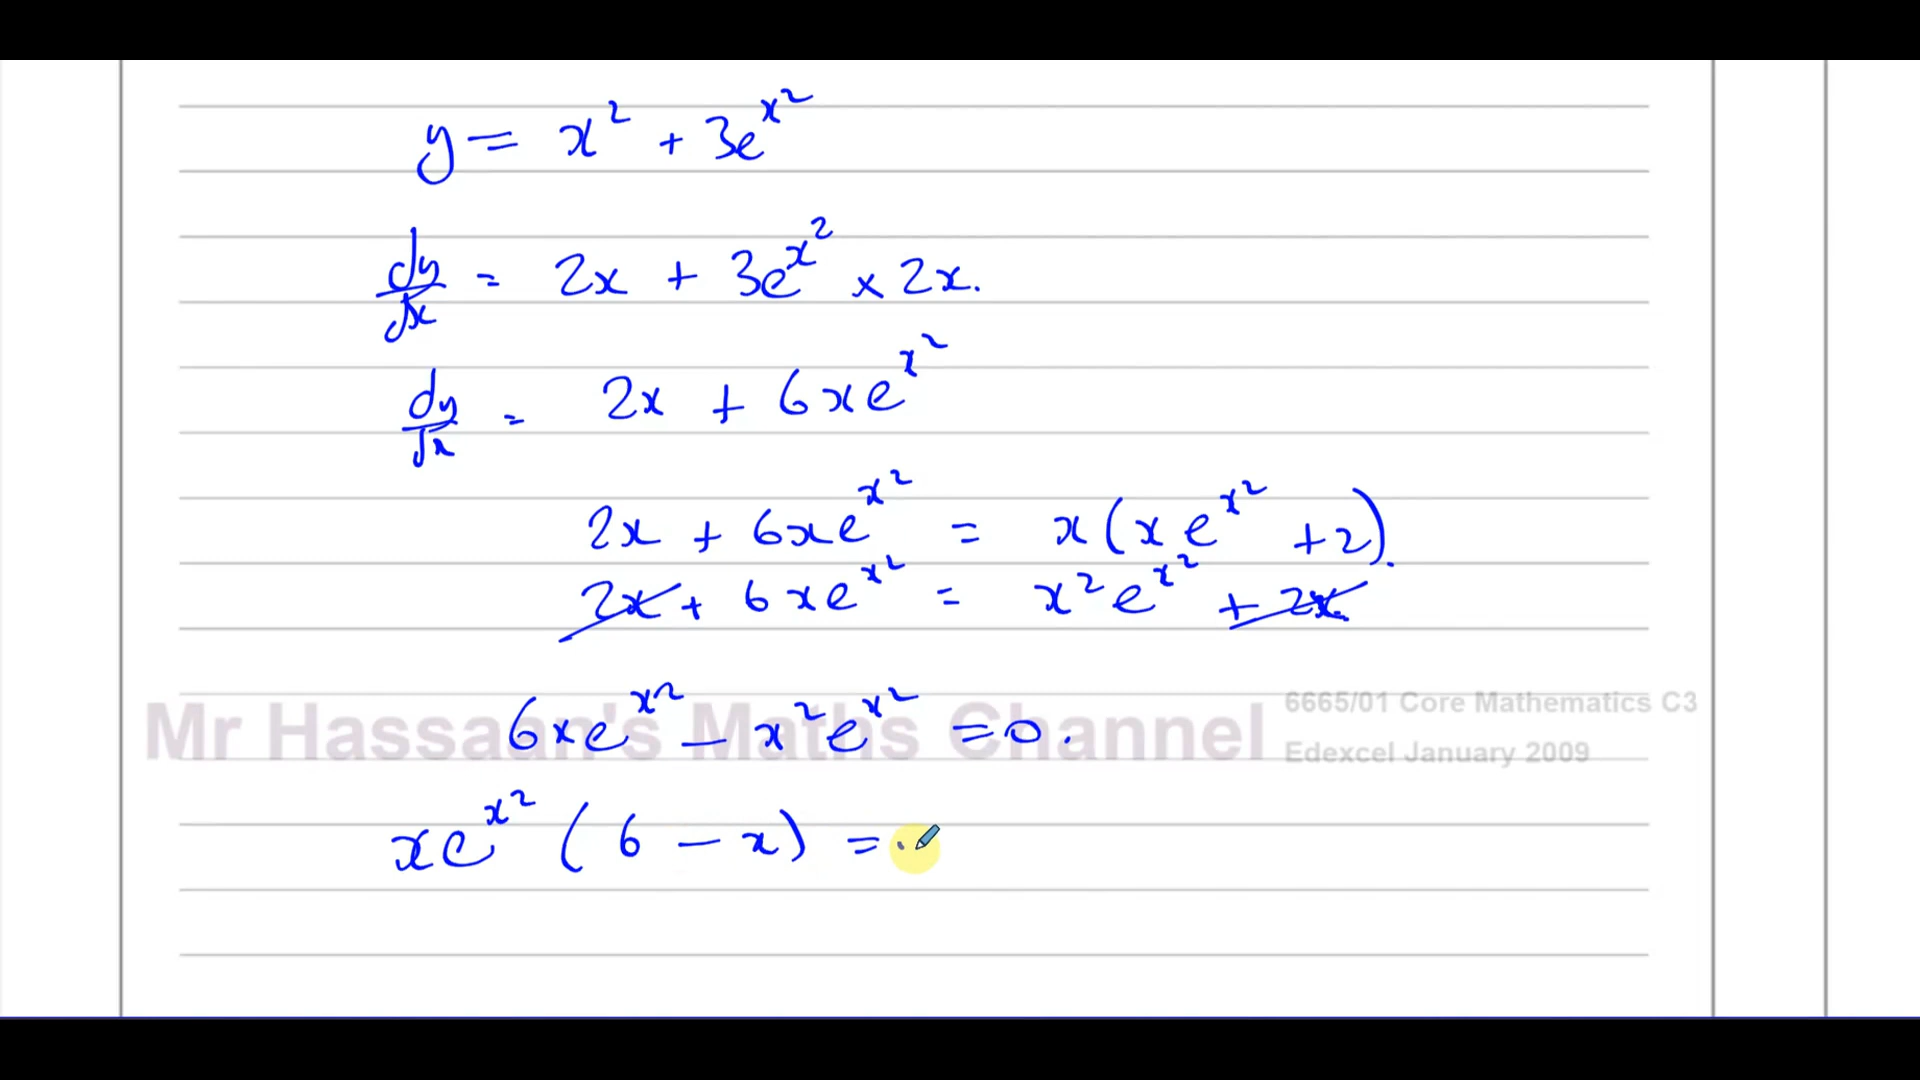 y = x² + 3e^x²
dy/dx = 2x + 3e^x² × 2x.
dy/dx = 2x + 6xe^x²
2x + 6xe^x² = x(xe^x² + 2).
2x + 6xe^x² = x²e^x² + 2x
6xe^x² − x²e^x² = 0.
Mr Hassaan's Maths Channel
6665/01 Core Mathematics C3
Edexcel January 2009
xe^x² (6 − x) =